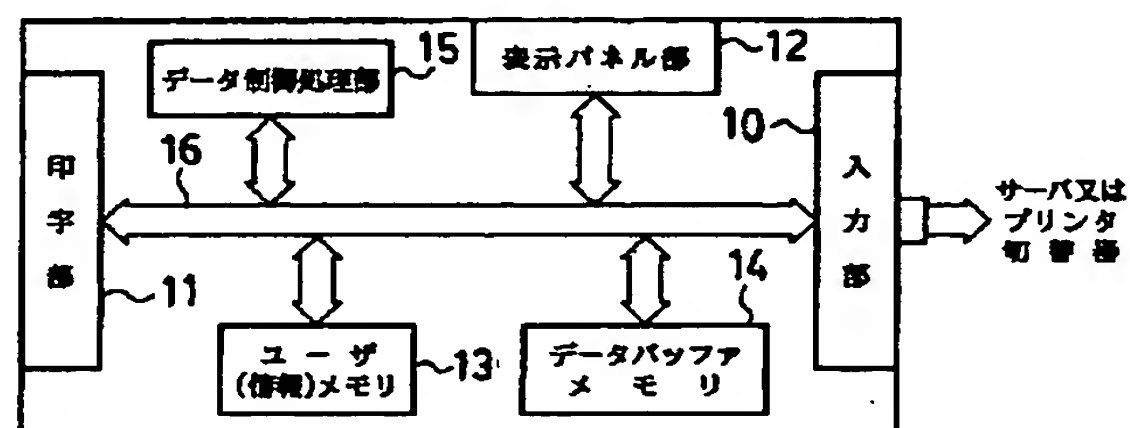 データ制御処理部
15
表示パネル部
12
10
印字部
16
入力部
サーバ又は
プリンタ
切替器
11
14
ユーザ
(情報)メモリ
13
データバッファ
メモリ